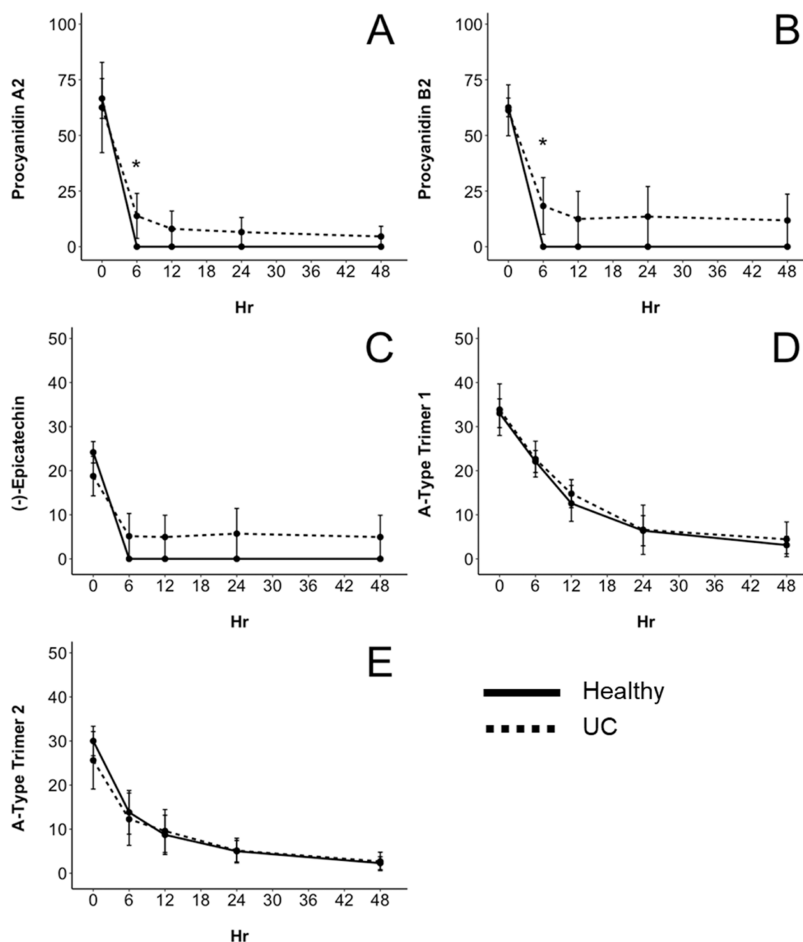 A
Procyanidin A2
100
75
50
25
0
*
0 6 12 18 24 30 36 42 48
Hr
B
Procyanidin B2
100
75
50
25
0
*
0 6 12 18 24 30 36 42 48
Hr
C
(-)-Epicatechin
50
40
30
20
10
0
0 6 12 18 24 30 36 42 48
Hr
D
A-Type Trimer 1
50
40
30
20
10
0
0 6 12 18 24 30 36 42 48
Hr
E
A-Type Trimer 2
50
40
30
20
10
0
0 6 12 18 24 30 36 42 48
Hr
Healthy
UC